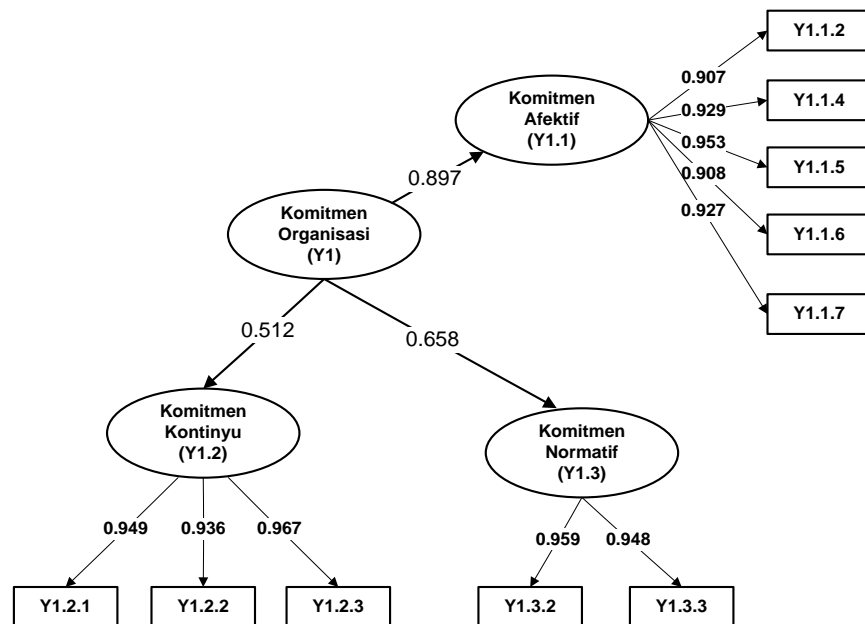 Y1.1.2
0.907
Komitmen
Afektif
(Y1.1)
0.929
Y1.1.4
0.953
Y1.1.5
0.908
0.897
0.927
Komitmen
Organisasi
(Y1)
Y1.1.6
Y1.1.7
0.512
0.658
Komitmen
Kontinyu
(Y1.2)
Komitmen
Normatif
(Y1.3)
0.949
0.936
0.967
0.959
0.948
Y1.2.1
Y1.2.2
Y1.2.3
Y1.3.2
Y1.3.3